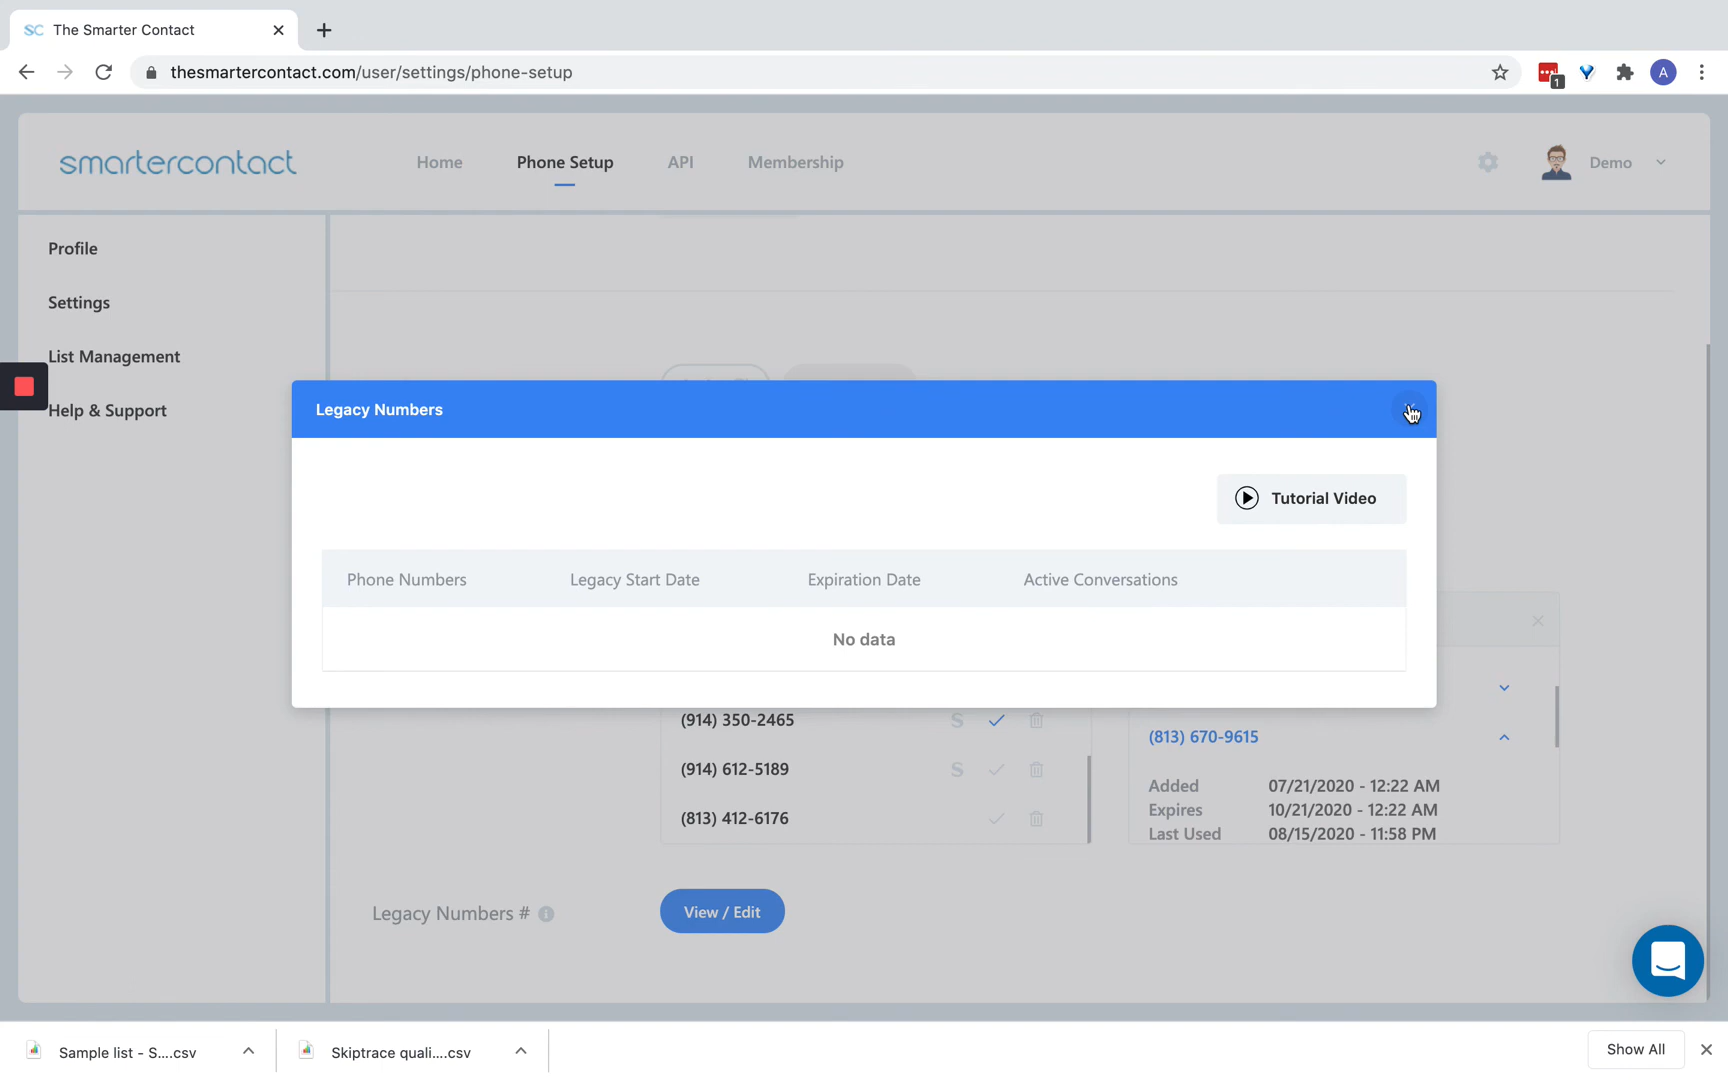 SC The Smarter Contact
thesmartercontact.com/user/settings/phone-setup
1
A
smartercontact
Home
Phone Setup
API
Membership
Demo
Profile
Settings
List Management
Help & Support
Legacy Numbers
Tutorial Video
Phone Numbers Legacy Start Date Expiration Date Active Conversations
No data
(914) 350-2465 S
(914) 612-5189 S
(813) 412-6176
(813) 670-9615
Added 07/21/2020 - 12:22 AM
Expires 10/21/2020 - 12:22 AM
Last Used 08/15/2020 - 11:58 PM
Legacy Numbers #
View / Edit
Sample list - S....csv
Skiptrace quali....csv
Show All